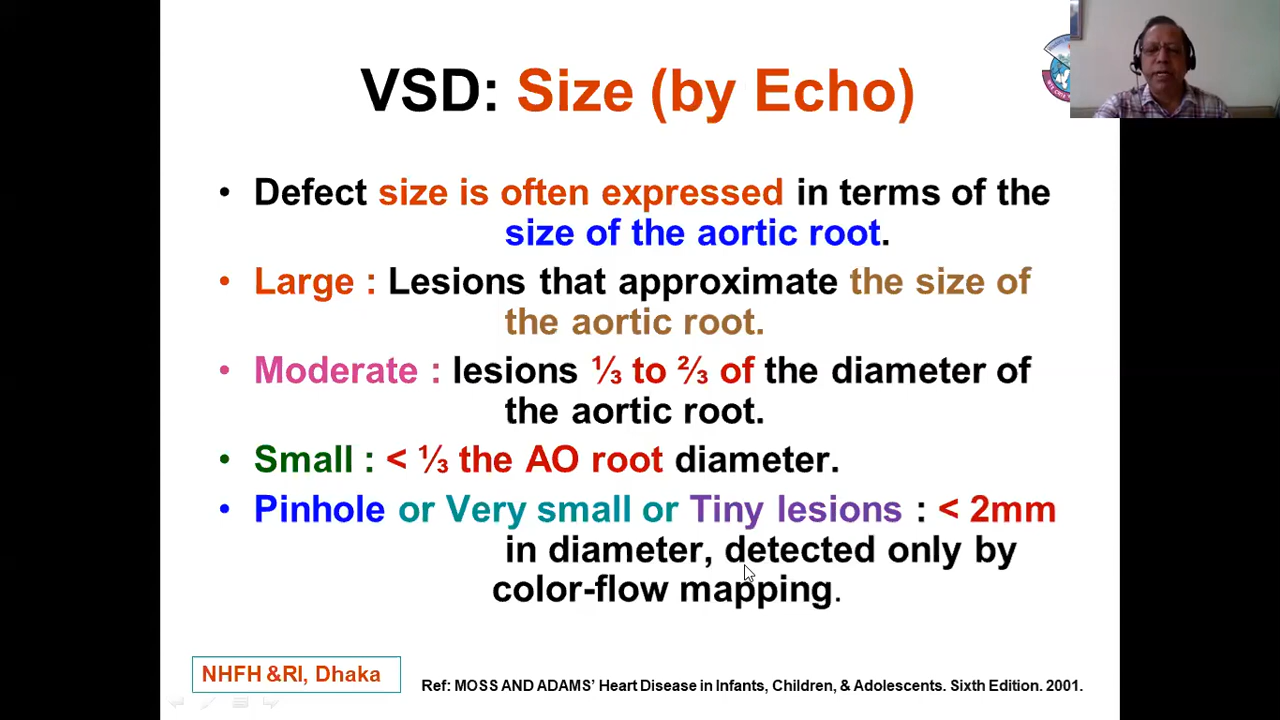 VSD: Size (by Echo)
• Defect size is often expressed in terms of the
size of the aortic root.
• Large : Lesions that approximate the size of
the aortic root.
• Moderate : lesions ⅓ to ⅔ of the diameter of
the aortic root.
• Small : < ⅓ the AO root diameter.
• Pinhole or Very small or Tiny lesions : < 2mm
in diameter, detected only by
color-flow mapping.
NHFH &RI, Dhaka
Ref: MOSS AND ADAMS’ Heart Disease in Infants, Children, & Adolescents. Sixth Edition. 2001.